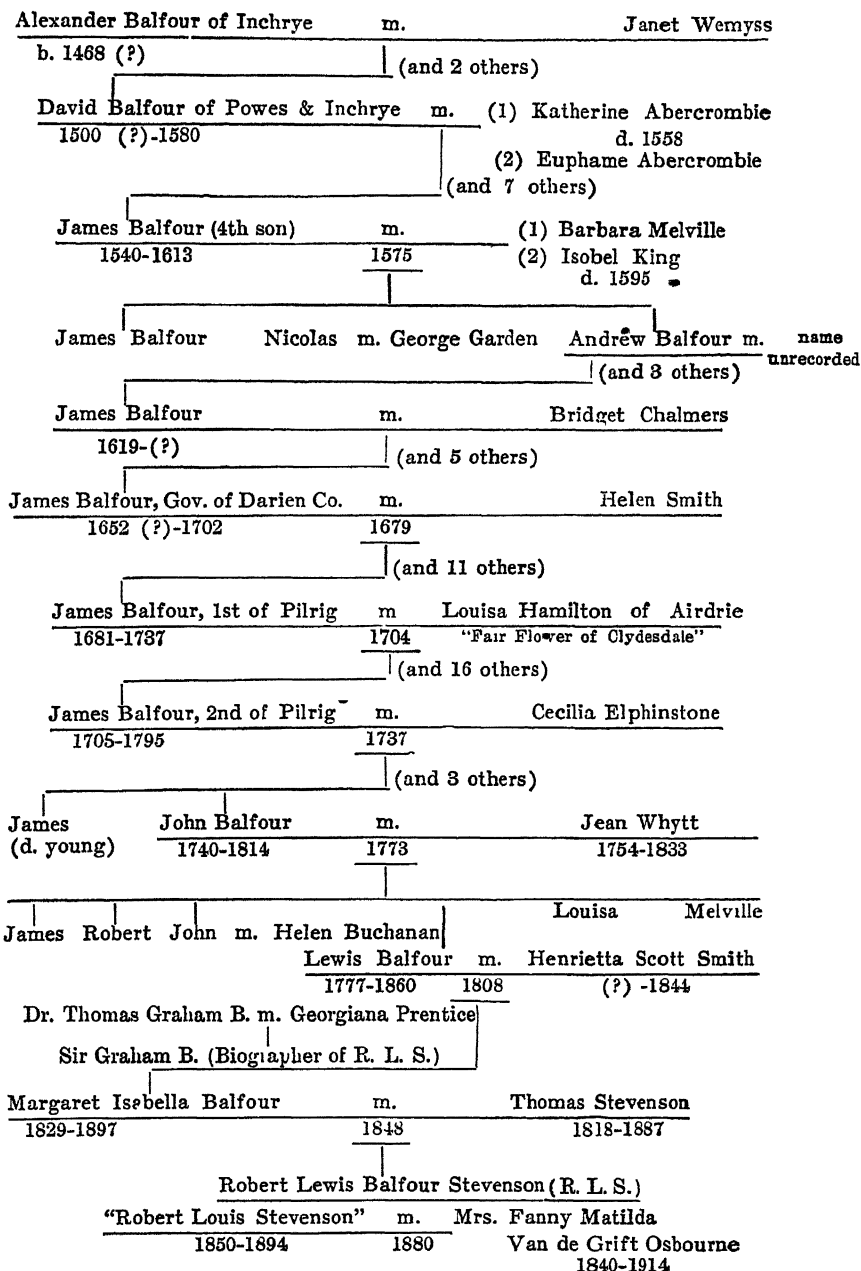 Alexander Balfour of Inchrye m. Janet Wemyss
b. 1468 (?)
(and 2 others)
David Balfour of Powes & Inchrye m. (1) Katherine Abercrombie
1500 (?)-1580 d. 1558
(2) Euphame Abercrombie
(and 7 others)
James Balfour (4th son) m. (1) Barbara Melville
1540-1613 1575 (2) Isobel King
d. 1595
James Balfour Nicolas m. George Garden Andrew Balfour m. name
unrecorded
(and 3 others)
James Balfour m. Bridget Chalmers
1619-(?)
(and 5 others)
James Balfour, Gov. of Darien Co. m. Helen Smith
1652 (?)-1702 1679
(and 11 others)
James Balfour, 1st of Pilrig m Louisa Hamilton of Airdrie
1681-1737 1704 "Fair Flower of Clydesdale"
(and 16 others)
James Balfour, 2nd of Pilrig m. Cecilia Elphinstone
1705-1795 1737
(and 3 others)
James John Balfour m. Jean Whytt
(d. young) 1740-1814 1773 1754-1833
Louisa Melville
James Robert John m. Helen Buchanan
Lewis Balfour m. Henrietta Scott Smith
1777-1860 1808 (?) -1844
Dr. Thomas Graham B. m. Georgiana Prentice
Sir Graham B. (Biographer of R. L. S.)
Margaret Isabella Balfour m. Thomas Stevenson
1829-1897 1848 1818-1887
Robert Lewis Balfour Stevenson (R. L. S.)
"Robert Louis Stevenson" m. Mrs. Fanny Matilda
1850-1894 1880 Van de Grift Osbourne
1840-1914